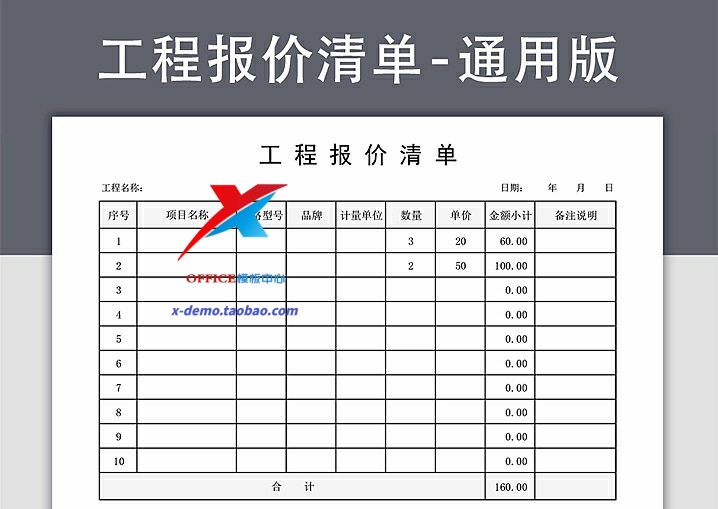 工程报价清单-通用版
工程报价清单
工程名称: 日期: 年 月 日
序号 项目名称 格型号 品牌 计量单位 数量 单价 金额小计 备注说明
1 3 20 60.00
2 2 50 100.00
OFFICE模板中心
3 0.00
x-demo.taobao.com
4 0.00
5 0.00
6 0.00
7 0.00
8 0.00
9 0.00
10 0.00
合 计 160.00